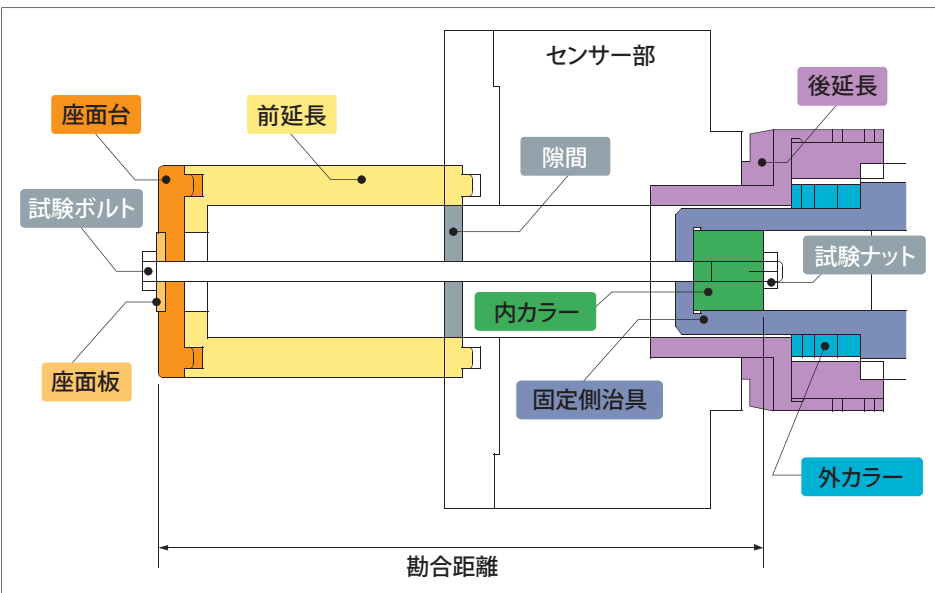 センサー部
後延長
座面台
前延長
隙間
試験ボルト
試験ナット
内カラー
座面板
固定側治具
外カラー
勘合距離